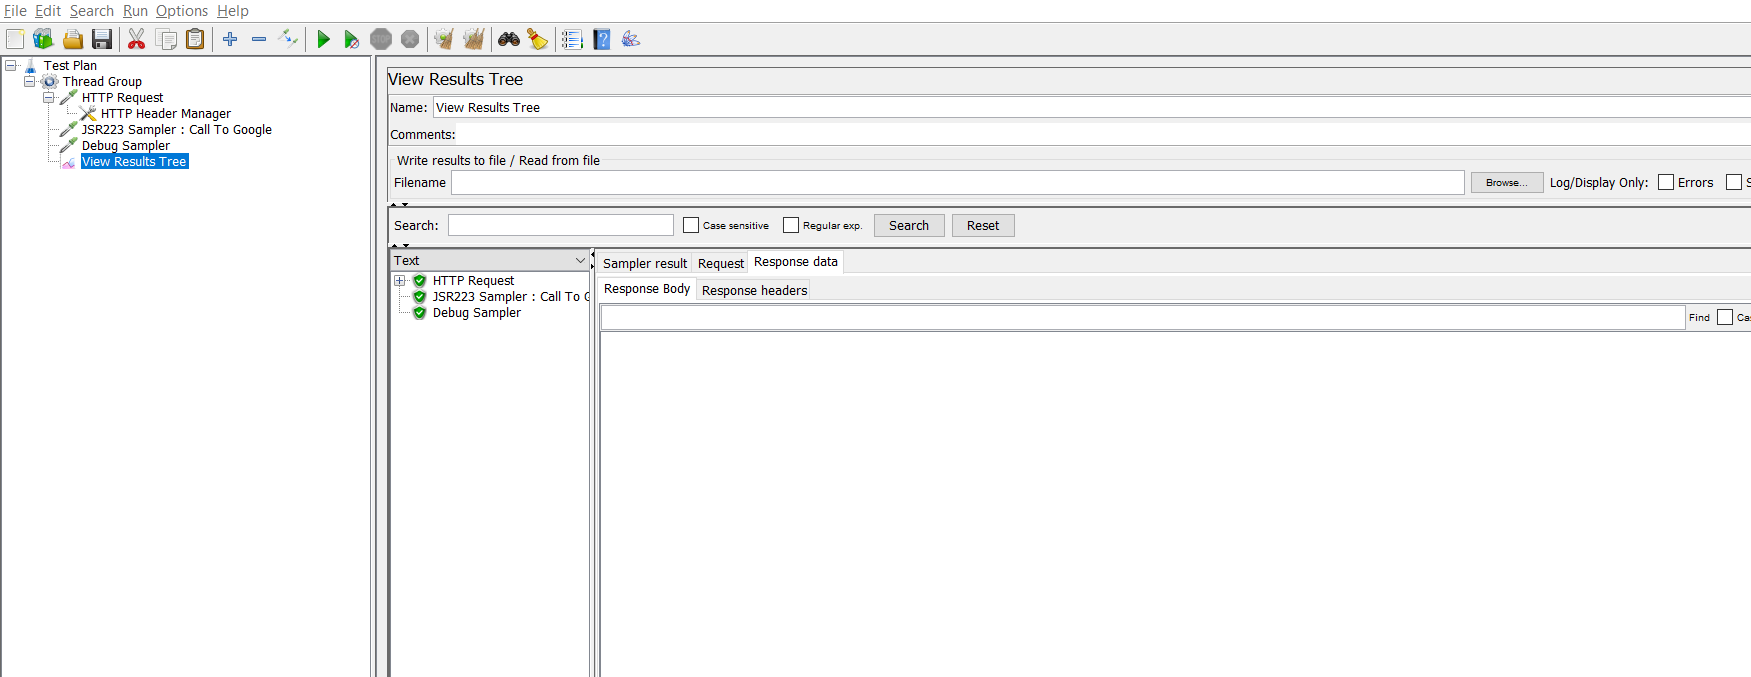 File Edit Search Run Options Help
STOP
Test Plan
Thread Group
HTTP Request
HTTP Header Manager
JSR223 Sampler : Call To Google
Debug Sampler
View Results Tree
View Results Tree
Name: View Results Tree
Comments:
Write results to file / Read from file
Filename Browse... Log/Display Only: Errors S
Search: Case sensitive Regular exp. Search Reset
Text
HTTP Request
JSR223 Sampler : Call To G
Debug Sampler
Sampler result Request Response data
Response Body Response headers
Find Cas